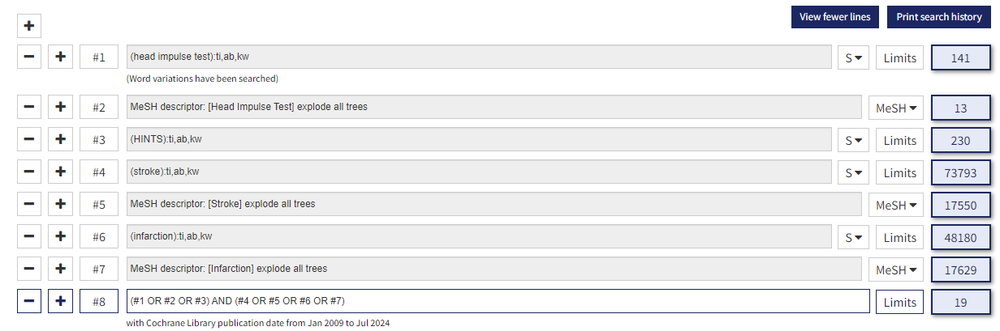 View fewer lines Print search history
+
− + #1 (head impulse test):ti,ab,kw S Limits 141
(Word variations have been searched)
− + #2 MeSH descriptor: [Head Impulse Test] explode all trees MeSH 13
− + #3 (HINTS):ti,ab,kw S Limits 230
− + #4 (stroke):ti,ab,kw S Limits 73793
− + #5 MeSH descriptor: [Stroke] explode all trees MeSH 17550
− + #6 (infarction):ti,ab,kw S Limits 48180
− + #7 MeSH descriptor: [Infarction] explode all trees MeSH 17629
− + #8 (#1 OR #2 OR #3) AND (#4 OR #5 OR #6 OR #7) Limits 19
with Cochrane Library publication date from Jan 2009 to Jul 2024